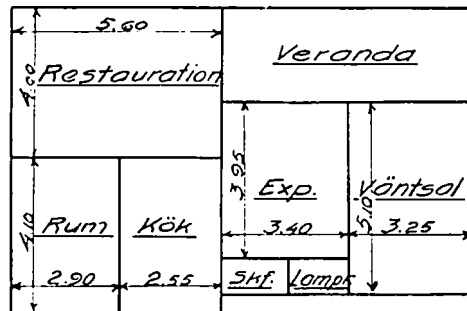 5.60
Veranda
Restauration
4.00
3.95
Exp.
Väntsal
5.10
4.10
Rum
Kök
3.40
3.25
2.90
2.55
Skf.
Lampr